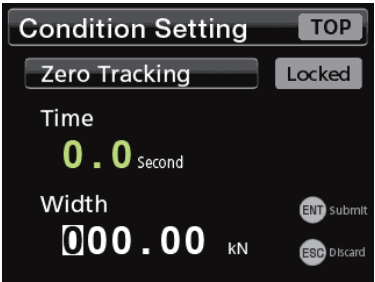 Condition Setting TOP
Zero Tracking Locked
Time
0.0 Second
Width
ENT Submit
000.00 kN
ESC Discard